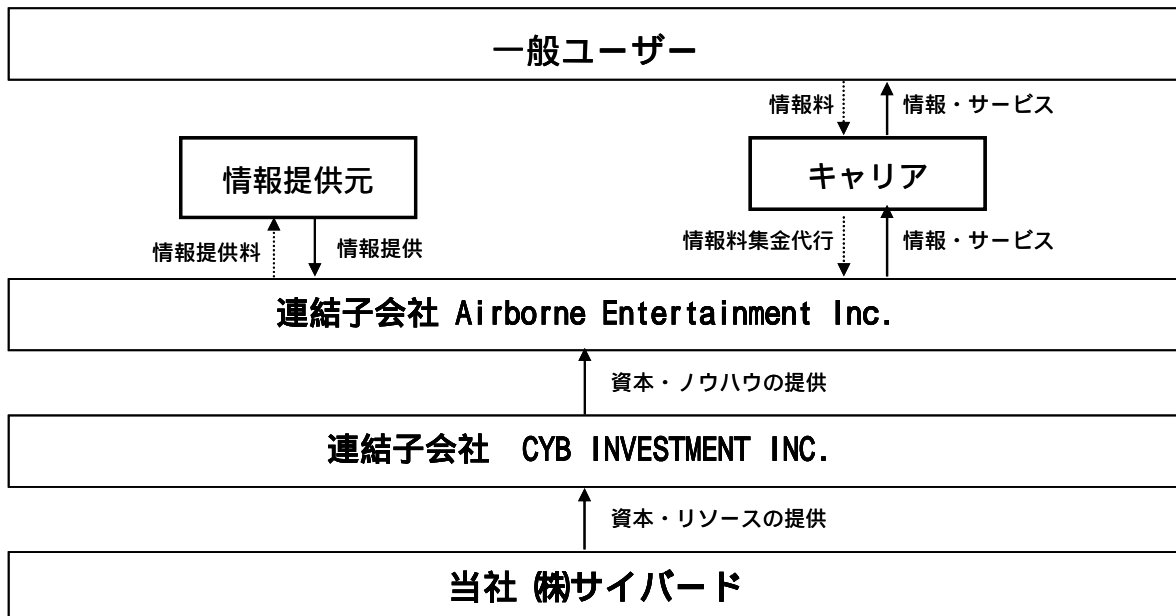 一般ユーザー
情報料
情報・サービス
情報提供元
キャリア
情報提供料
情報提供
情報料集金代行
情報・サービス
連結子会社 Airborne Entertainment Inc.
資本・ノウハウの提供
連結子会社　CYB INVESTMENT INC.
資本・リソースの提供
当社 ㈱サイバード